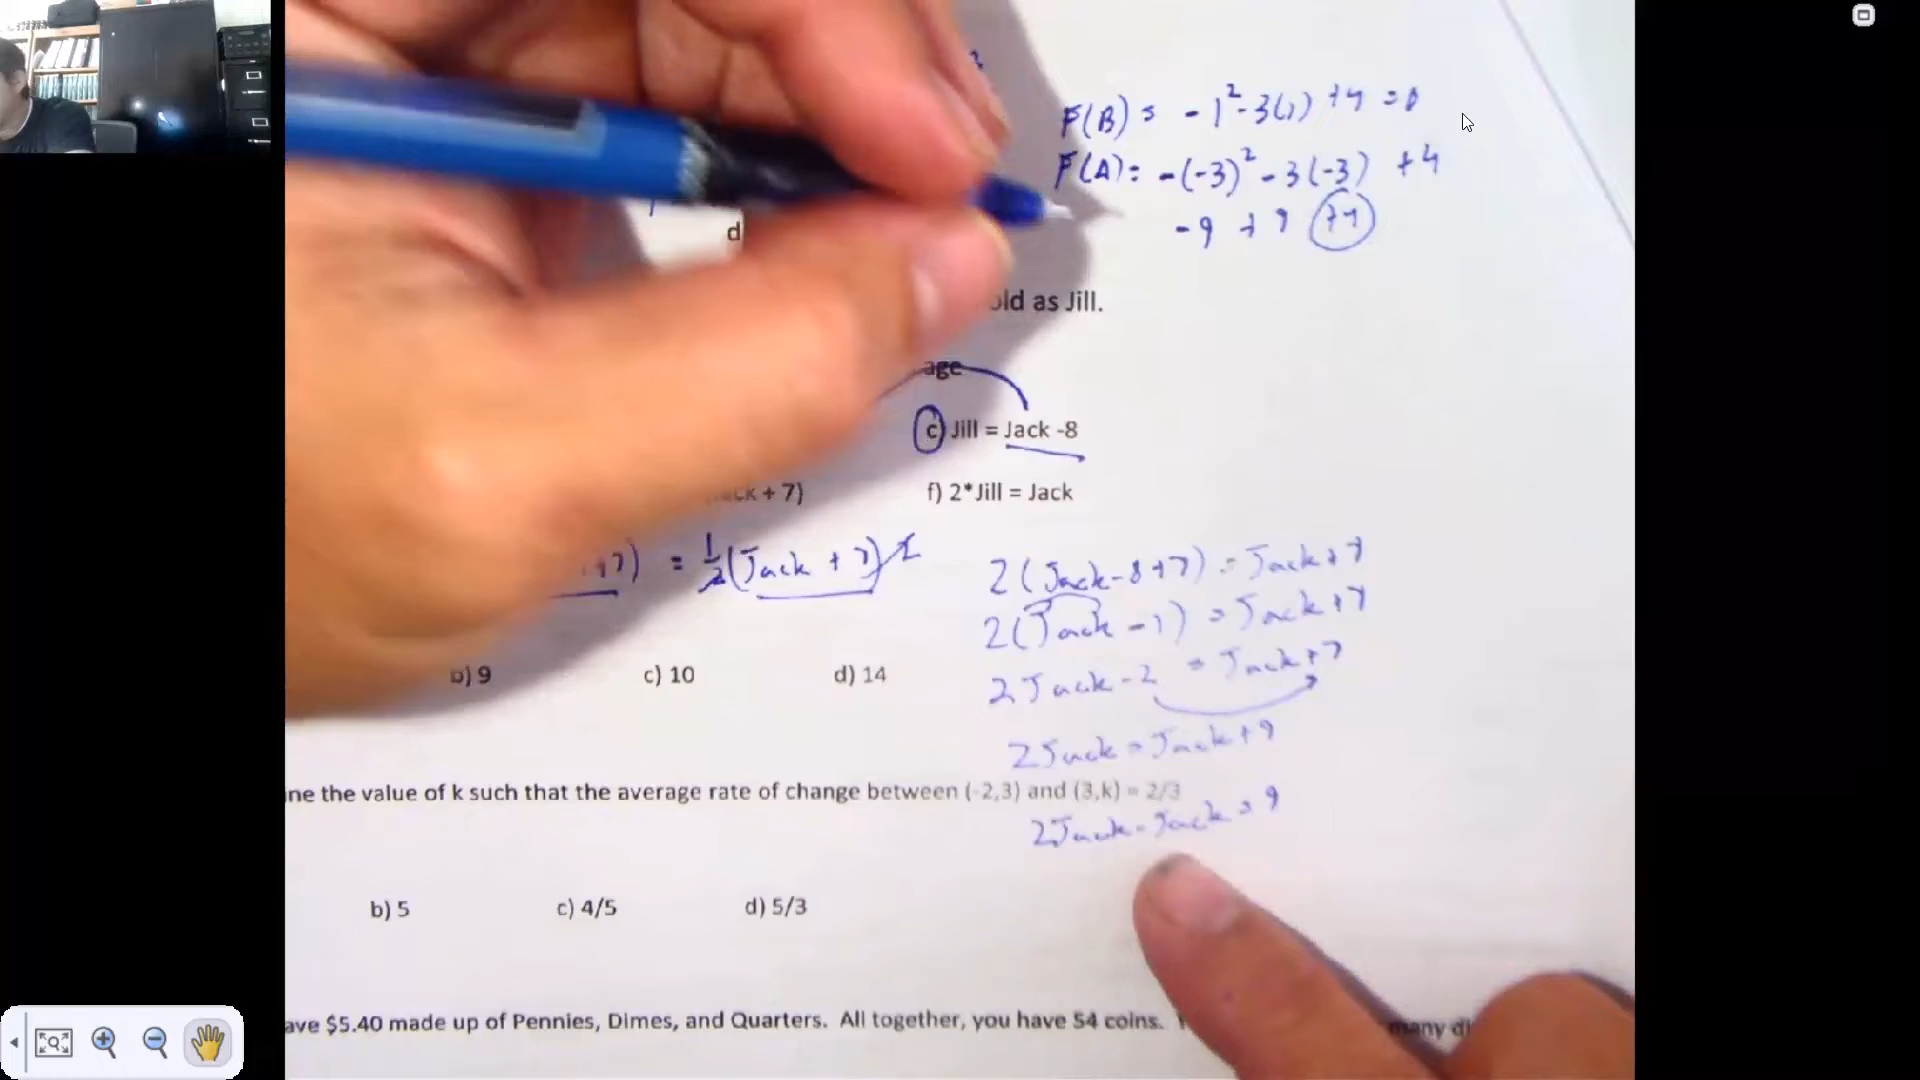 F(B) = -1²-3(1) +4 = 0
F(A) = -(-3)² -3(-3) +4
-9 + 9 +4
d
old as Jill.
age
c) Jill = Jack -8
+ 7)
f) 2*Jill = Jack
+7) = 1/2(Jack + 7) 2
2(Jack-8+7) = Jack+7
2(Jack-1) = Jack+7
b) 9 c) 10 d) 14
2Jack-2 = Jack+7
2Jack = Jack+9
ne the value of k such that the average rate of change between (-2,3) and (3,k) = 2/3
2Jack-Jack = 9
b) 5 c) 4/5 d) 5/3
ave $5.40 made up of Pennies, Dimes, and Quarters. All together, you have 54 coins. many di